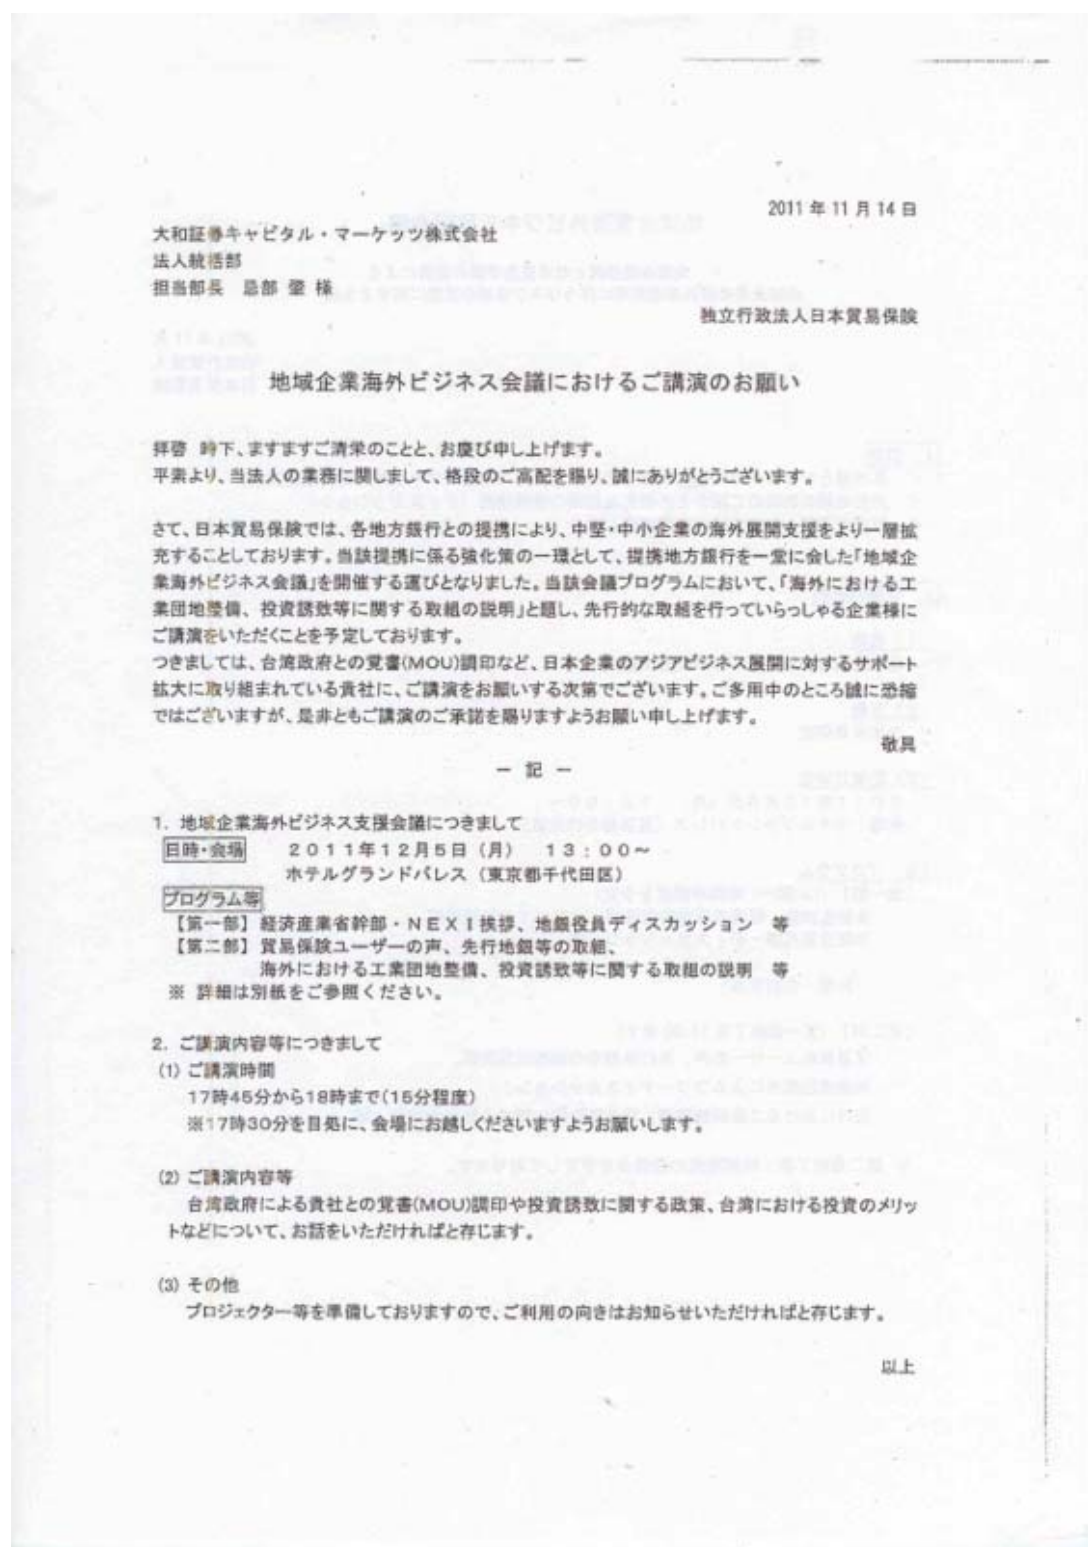 2011 年 11 月 14 日
大和証券キャピタル・マーケッツ株式会社
法人統括部
担当部長 忌部 肇 様
独立行政法人日本貿易保険
地域企業海外ビジネス会議におけるご講演のお願い
拝啓 時下、ますますご清栄のことと、お慶び申し上げます。
平素より、当法人の業務に関しまして、格段のご高配を賜り、誠にありがとうございます。
さて、日本貿易保険では、各地方銀行との提携により、中堅・中小企業の海外展開支援をより一層拡
充することとしております。当該提携に係る強化策の一環として、提携地方銀行を一堂に会した「地域企
業海外ビジネス会議」を開催する運びとなりました。当該会議プログラムにおいて、「海外における工
業団地整備、投資誘致等に関する取組の説明」と題し、先行的な取組を行っていらっしゃる企業様に
ご講演をいただくことを予定しております。
つきましては、台湾政府との覚書(MOU)調印など、日本企業のアジアビジネス展開に対するサポート
拡大に取り組まれている貴社に、ご講演をお願いする次第でございます。ご多用中のところ誠に恐縮
ではございますが、是非ともご講演のご承諾を賜りますようお願い申し上げます。
敬具
― 記 ―
1. 地域企業海外ビジネス支援会議につきまして
日時・会場 2011年12月5日(月) 13:00~
ホテルグランドパレス(東京都千代田区)
プログラム等
【第一部】経済産業省幹部・NEXI挨拶、地銀役員ディスカッション 等
【第二部】貿易保険ユーザーの声、先行地銀等の取組、
海外における工業団地整備、投資誘致等に関する取組の説明 等
※ 詳細は別紙をご参照ください。
2. ご講演内容等につきまして
(1) ご講演時間
17時45分から18時まで(15分程度)
※17時30分を目処に、会場にお越しくださいますようお願いします。
(2) ご講演内容等
台湾政府による貴社との覚書(MOU)調印や投資誘致に関する政策、台湾における投資のメリッ
トなどについて、お話をいただければと存じます。
(3) その他
プロジェクター等を準備しておりますので、ご利用の向きはお知らせいただければと存じます。
以上